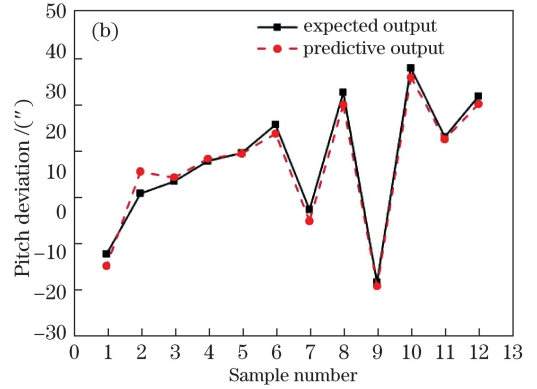 (b)
expected output
predictive output
Pitch deviation /(″)
50
40
30
20
10
0
−10
−20
−30
0 1 2 3 4 5 6 7 8 9 10 11 12 13
Sample number